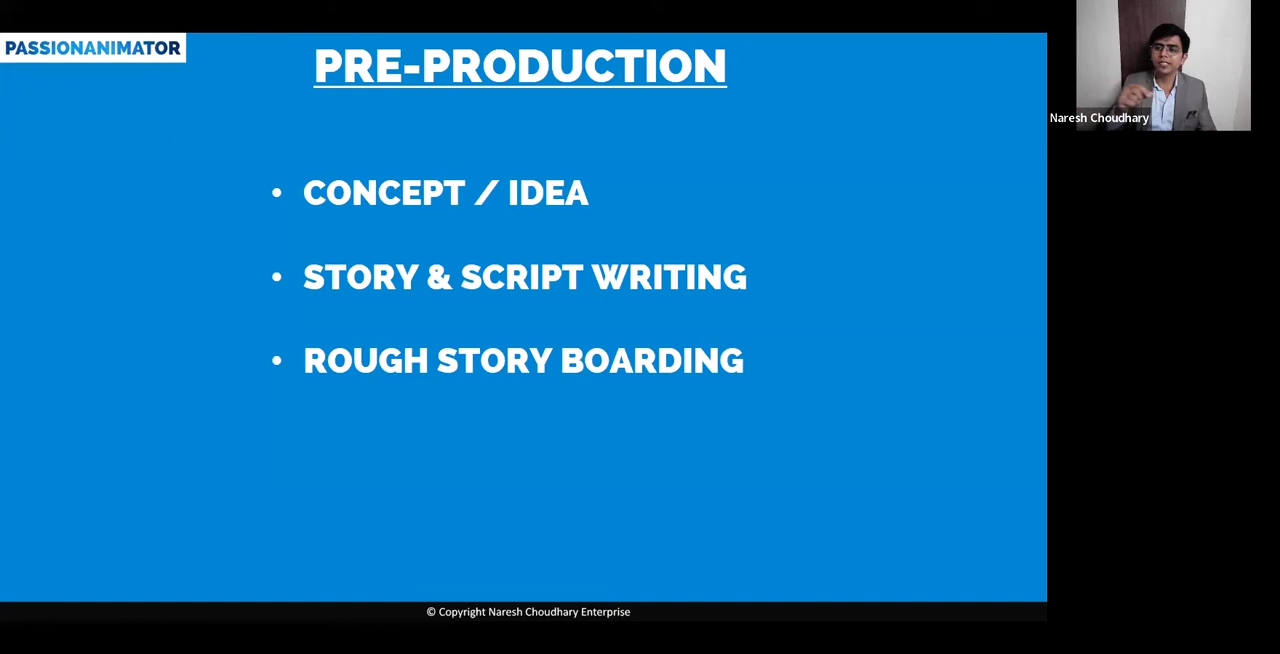 PASSIONANIMATOR
PRE-PRODUCTION
Naresh Choudhary
• CONCEPT / IDEA
• STORY & SCRIPT WRITING
• ROUGH STORY BOARDING
© Copyright Naresh Choudhary Enterprise